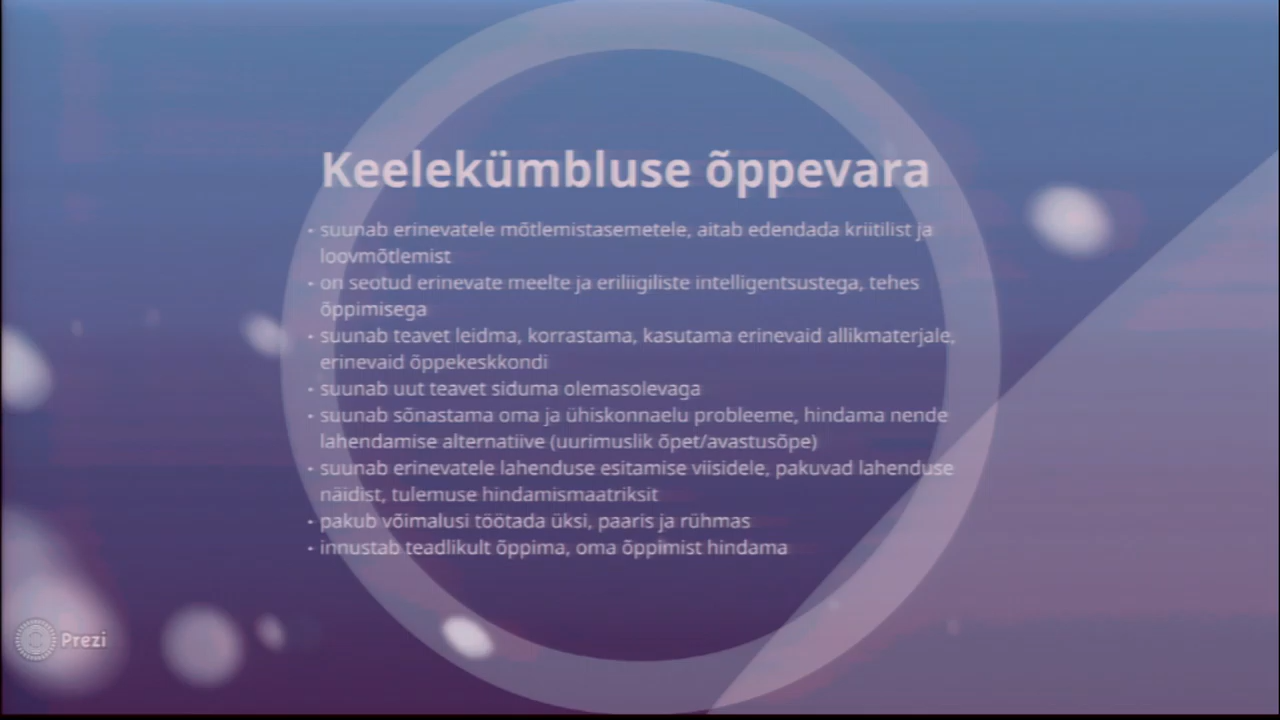 Keelekümbluse õppevara
• suunab erinevatele mõtlemistasemetele, aitab edendada kriitilist ja
loovmõtlemist
• on seotud erinevate meelte ja eriliigiliste intelligentsustega, tehes
õppimisega
• suunab teavet leidma, korrastama, kasutama erinevaid allikmaterjale,
erinevaid õppekeskkondi
• suunab uut teavet siduma olemasolevaga
• suunab sõnastama oma ja ühiskonnaelu probleeme, hindama nende
lahendamise alternatiive (uurimuslik õpet/avastusõpe)
• suunab erinevatele lahenduse esitamise viisidele, pakuvad lahenduse
näidist, tulemuse hindamismaatriksit
• pakub võimalusi töötada üksi, paaris ja rühmas
• innustab teadlikult õppima, oma õppimist hindama
Prezi